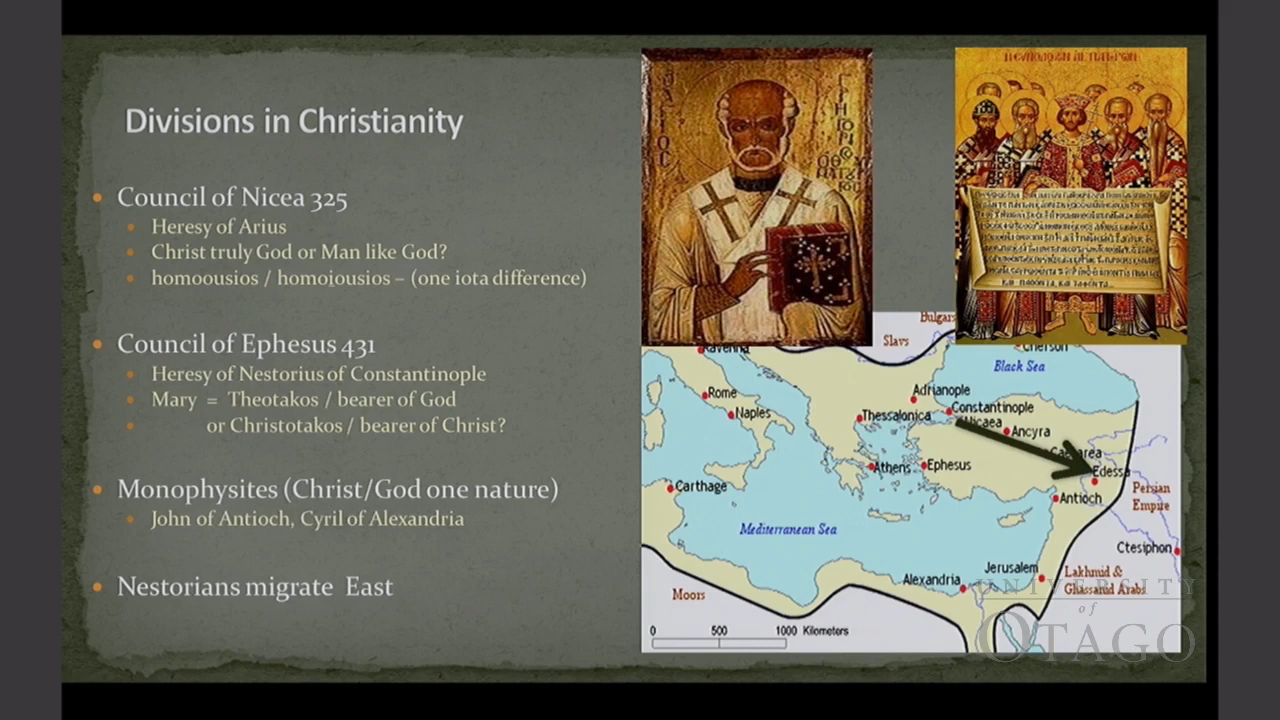 Divisions in Christianity
Council of Nicea 325
Heresy of Arius
Christ truly God or Man like God?
homoousios / homoiousios – (one iota difference)
Council of Ephesus 431
Heresy of Nestorius of Constantinople
Mary = Theotakos / bearer of God
or Christotakos / bearer of Christ?
Monophysites (Christ/God one nature)
John of Antioch, Cyril of Alexandria
Nestorians migrate East
Bulgars
Slavs
Ravenna
Cherson
Black Sea
Rome
Naples
Adrianople
Constantinople
Thessalonica
Nicaea
Ancyra
Caesarea
Athens
Ephesus
Edessa
Carthage
Antioch
Persian
Empire
Mediterranean Sea
Ctesiphon
Jerusalem
Alexandria
Lakhmid &
Ghassanid Arabs
Moors
0 500 1000 Kilometers
UNIVERSITY
of
OTAGO